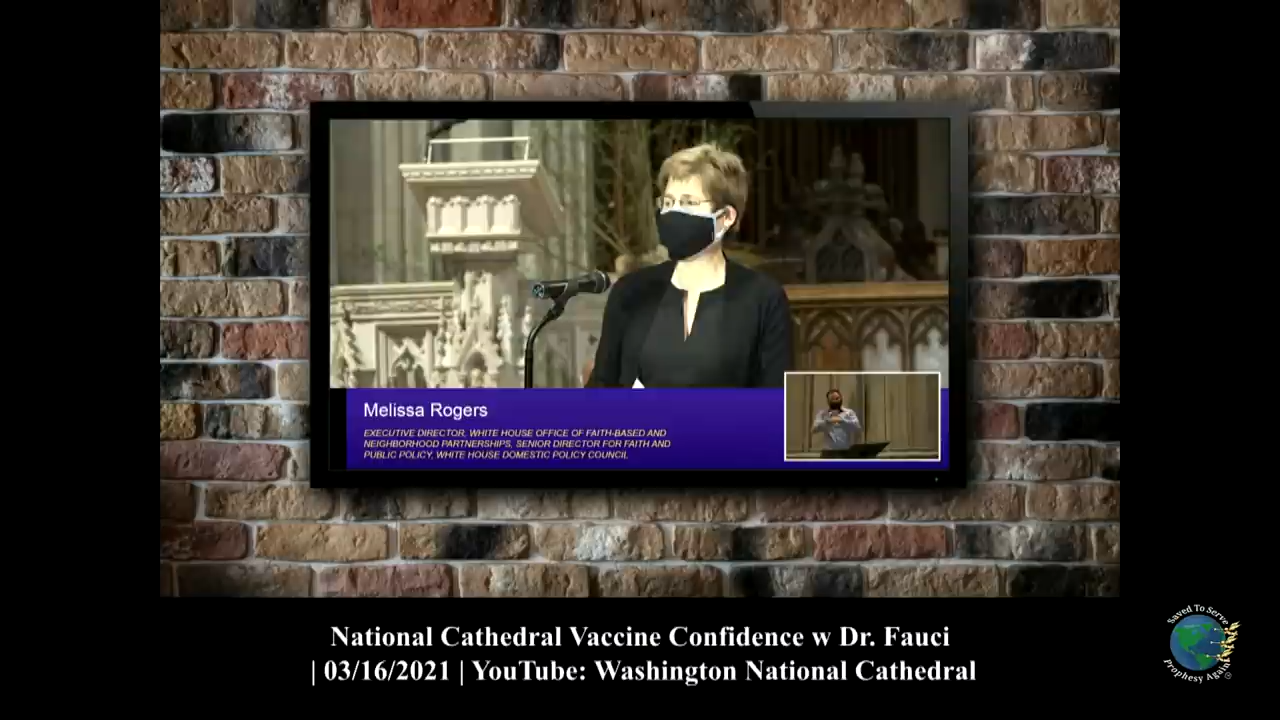 Melissa Rogers
EXECUTIVE DIRECTOR, WHITE HOUSE OFFICE OF FAITH-BASED AND
NEIGHBORHOOD PARTNERSHIPS, SENIOR DIRECTOR FOR FAITH AND
PUBLIC POLICY, WHITE HOUSE DOMESTIC POLICY COUNCIL
National Cathedral Vaccine Confidence w Dr. Fauci
| 03/16/2021 | YouTube: Washington National Cathedral
Saved To Serve
Prophesy Again